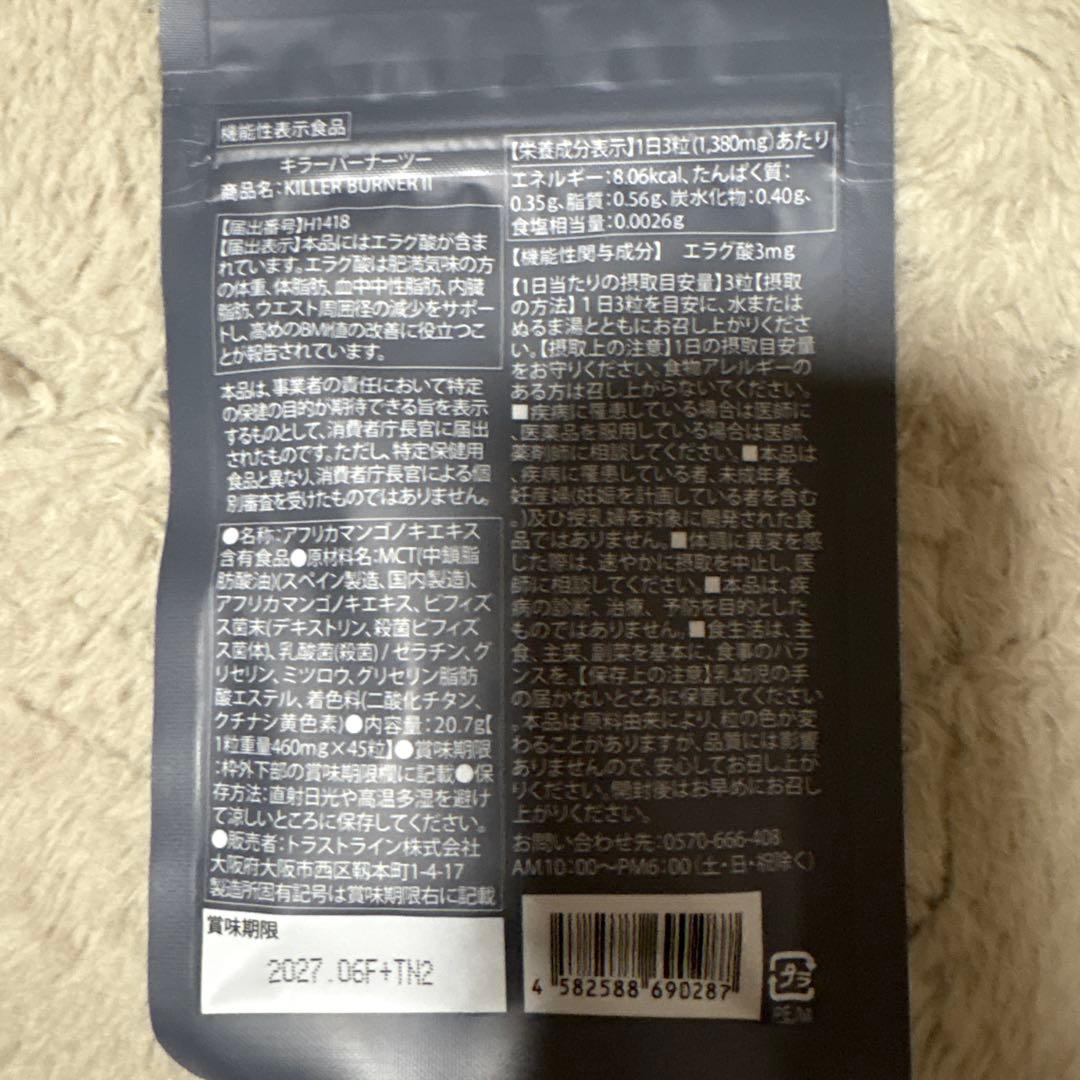 機能性表示食品
キラーバーナーツー
商品名:KILLER BURNER II
【届出番号】H1418
【届出表示】本品にはエラグ酸が含ま
れています。エラグ酸は肥満気味の方
の体重、体脂肪、血中中性脂肪、内臓
脂肪、ウエスト周囲径の減少をサポー
トし、高めのBMI値の改善に役立つこ
とが報告されています。
本品は、事業者の責任において特定
の保健の目的が期待できる旨を表示
するものとして、消費者庁長官に届出
されたものです。ただし、特定保健用
食品と異なり、消費者庁長官による個
別審査を受けたものではありません。
●名称:アフリカマンゴノキエキス
含有食品●原材料名:MCT(中鎖脂
肪酸油)(スペイン製造、国内製造)、
アフリカマンゴノキエキス、ビフィズ
ス菌末(デキストリン、殺菌ビフィズ
ス菌体)、乳酸菌(殺菌) / ゼラチン、グ
リセリン、ミツロウ、グリセリン脂肪
酸エステル、着色料(二酸化チタン、
クチナシ黄色素)●内容量:20.7g【
1粒重量460mg×45粒】●賞味期限
:枠外下部の賞味期限欄に記載●保
存方法:直射日光や高温多湿を避け
て涼しいところに保存してください。
●販売者:トラストライン株式会社
大阪府大阪市西区靱本町1-4-17
製造所固有記号は賞味期限右に記載
賞味期限
2027.06F+TN2
【栄養成分表示】1日3粒(1,380mg)あたり
エネルギー:8.06kcal、たんぱく質:
0.35g、脂質:0.56g、炭水化物:0.40g、
食塩相当量:0.0026g
【機能性関与成分】 エラグ酸3mg
【1日当たりの摂取目安量】3粒【摂取
の方法】1日3粒を目安に、水または
ぬるま湯とともにお召し上がりくださ
い。【摂取上の注意】1日の摂取目安量
をお守りください。食物アレルギーの
ある方は召し上がらないでください。
■疾病に罹患している場合は医師に
、医薬品を服用している場合は医師、
薬剤師に相談してください。■本品は
、疾病に罹患している者、未成年者、
妊産婦(妊娠を計画している者を含む
。)及び授乳婦を対象に開発された食
品ではありません。■体調に異変を感
じた際は、速やかに摂取を中止し、医
師に相談してください。■本品は、疾
病の診断、治療、予防を目的とした
ものではありません。■食生活は、主
食、主菜、副菜を基本に、食事のバラ
ンスを。【保存上の注意】乳幼児の手
の届かないところに保管してください
。本品は原料由来により、粒の色が変
わることがありますが、品質には影響
ありませんので、安心してお召し上が
りください。開封後はお早めにお召し
上がりください。
お問い合わせ先:0570-666-408
AM10:00〜PM6:00(土・日・祝除く)
4 582588 690287
プラ
PE,M